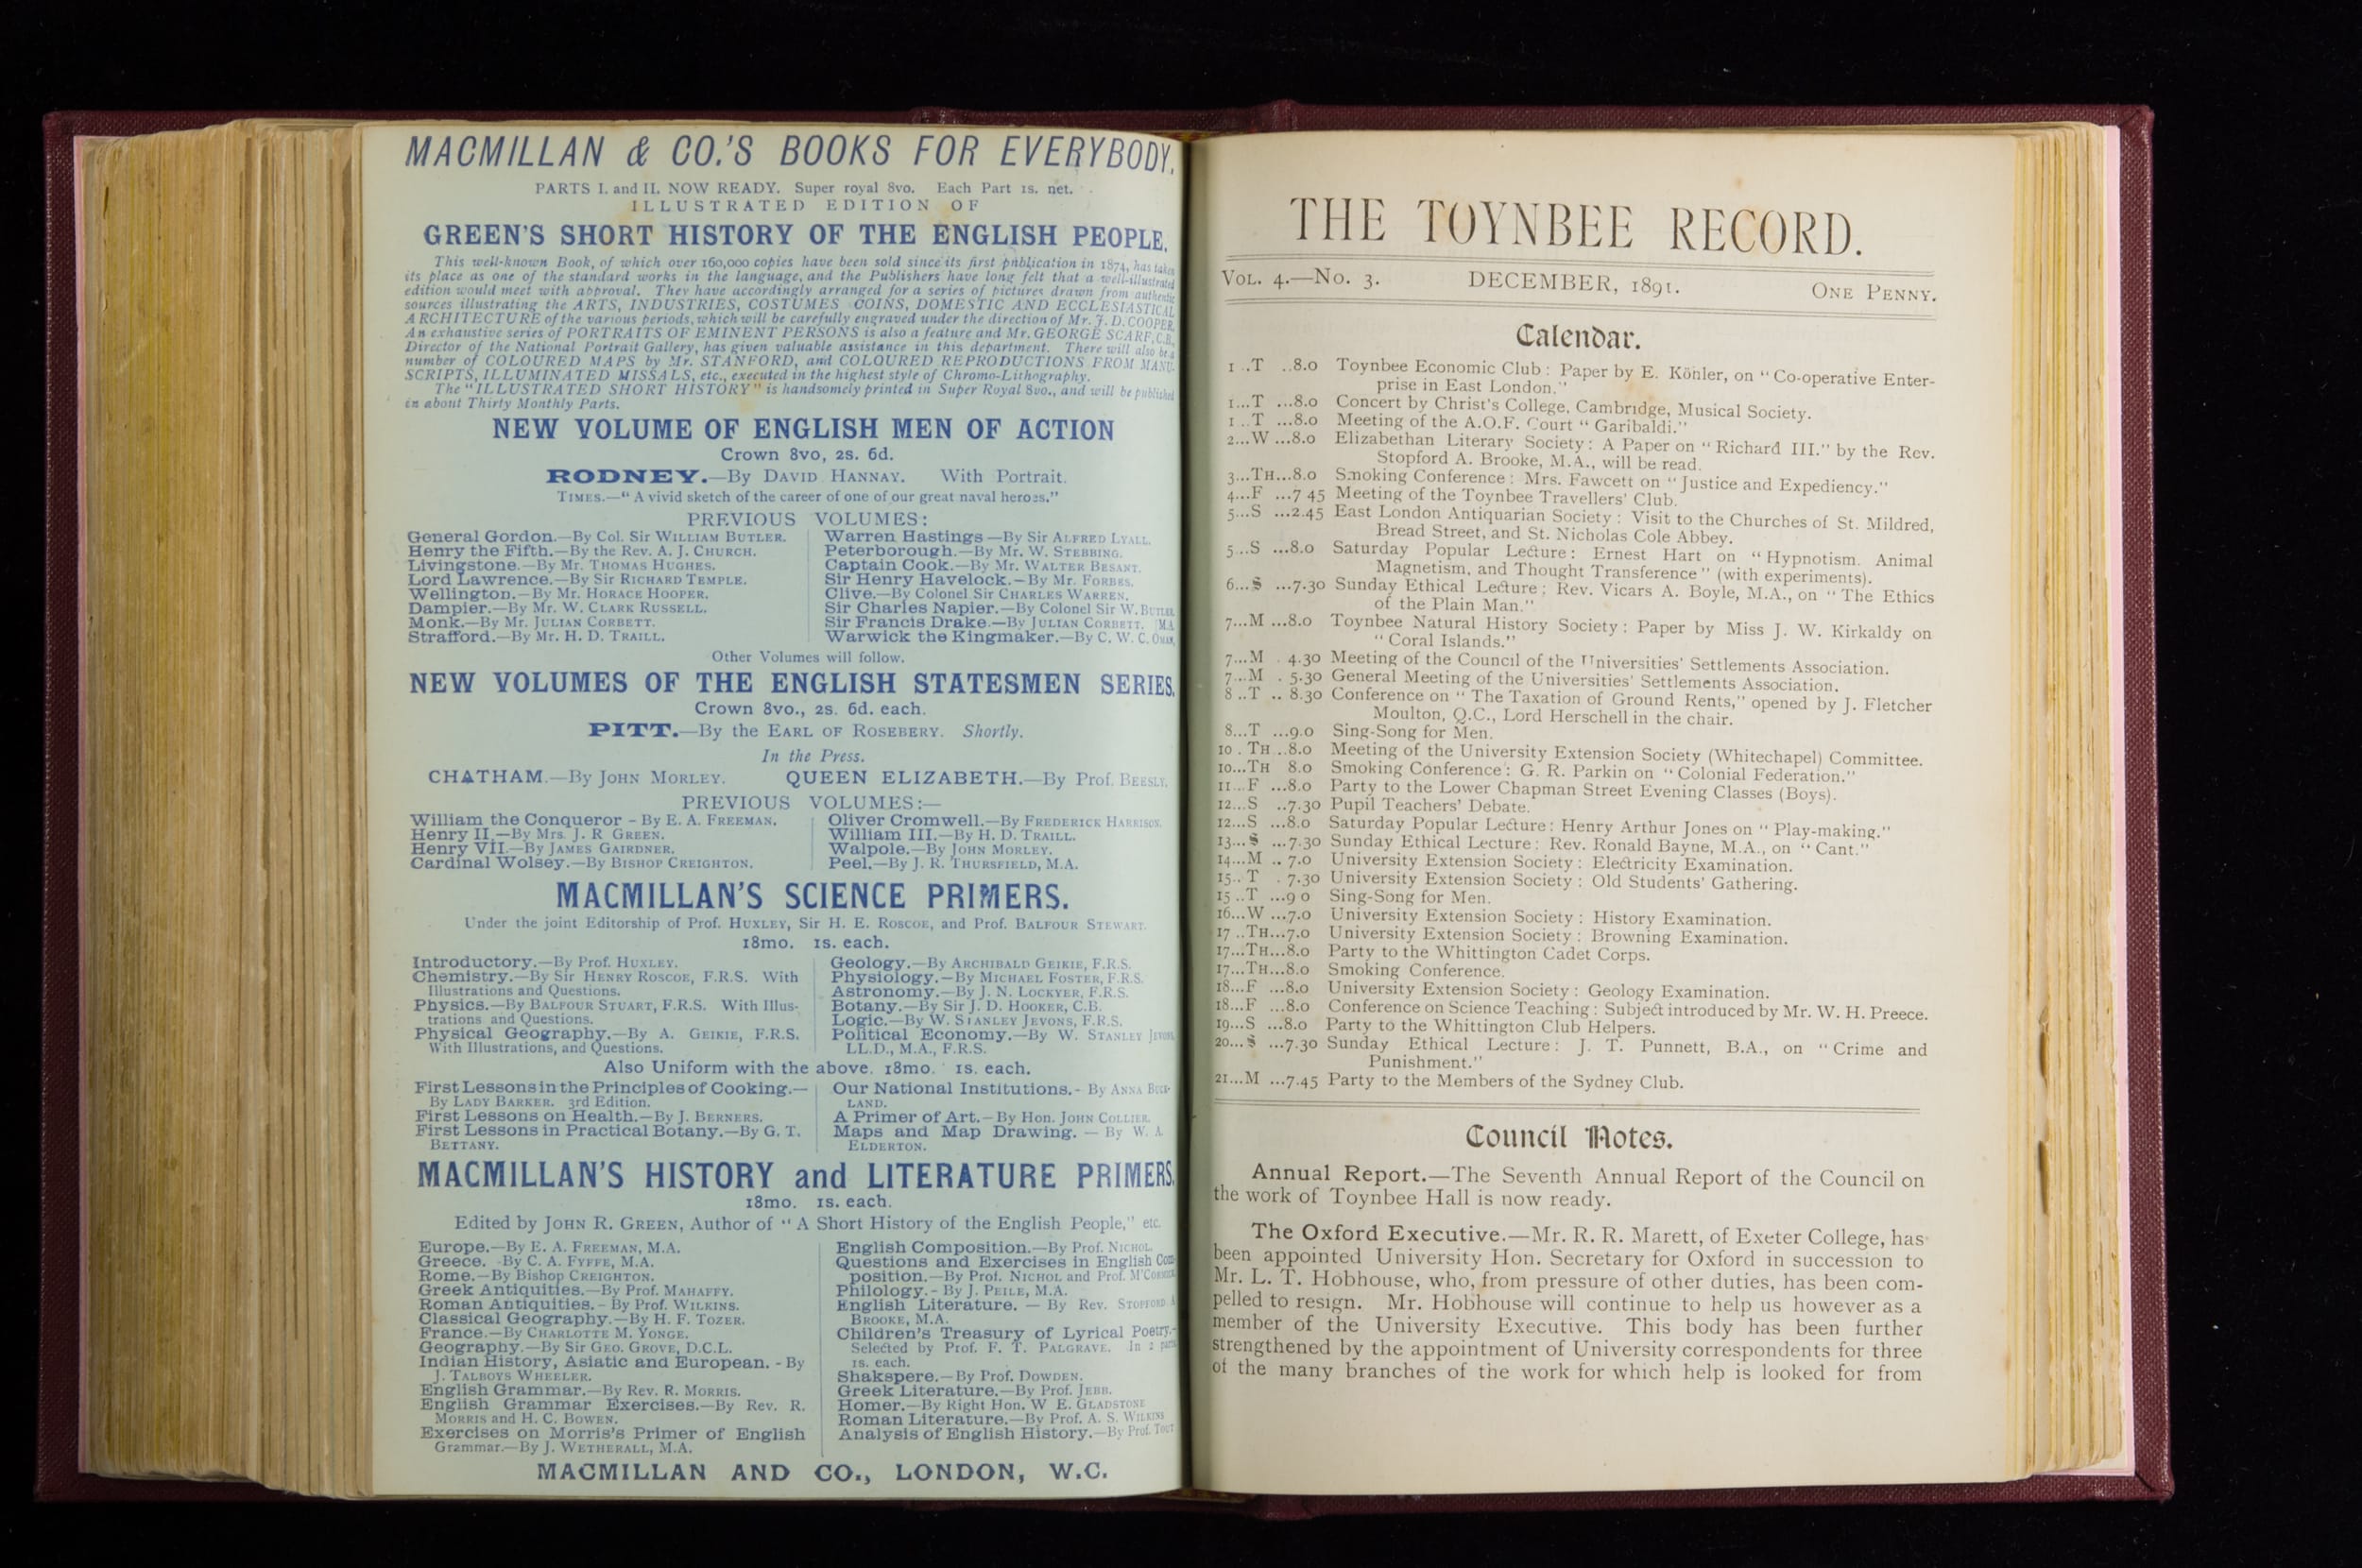 MACMILLAN & CO.'S BOOKS FOR EVERYBODY.
PARTS I. and II. NOW READY. Super royal 8vo. Each Part 1s. net.
ILLUSTRATED EDITION OF
GREEN'S SHORT HISTORY OF THE ENGLISH PEOPLE,
This well-known Book, of which over 160,000 copies have been sold since its first publication in 1874, has taken
its place as one of the standard works in the language, and the Publishers have long felt that a well-illustrated
edition would meet with approval. They have accordingly arranged for a series of pictures drawn from authentic
sources illustrating the ARTS, INDUSTRIES, COSTUMES COINS, DOMESTIC AND ECCLESIASTICAL
ARCHITECTURE of the various periods, which will be carefully engraved under the direction of Mr. J. D. COOPER.
An exhaustive series of PORTRAITS OF EMINENT PERSONS is also a feature and Mr. GEORGE SCARF, C.B.,
Director of the National Portrait Gallery, has given valuable assistance in this department. There will also be a
number of COLOURED MAPS by Mr. STANFORD, and COLOURED REPRODUCTIONS FROM MANU-
SCRIPTS, ILLUMINATED MISSALS, etc., executed in the highest style of Chromo-Lithography.
The "ILLUSTRATED SHORT HISTORY" is handsomely printed in Super Royal 8vo., and will be published
in about Thirty Monthly Parts.
NEW VOLUME OF ENGLISH MEN OF ACTION
Crown 8vo, 2s. 6d.
RODNEY.—By DAVID HANNAY. With Portrait.
TIMES.—"A vivid sketch of the career of one of our great naval heroes."
PREVIOUS VOLUMES:
General Gordon.—By Col. Sir WILLIAM BUTLER.
Henry the Fifth.—By the Rev. A. J. CHURCH.
Livingstone.—By Mr. THOMAS HUGHES.
Lord Lawrence.—By Sir RICHARD TEMPLE.
Wellington.—By Mr. HORACE HOOPER.
Dampier.—By Mr. W. CLARK RUSSELL.
Monk.—By Mr. JULIAN CORBETT.
Strafford.—By Mr. H. D. TRAILL.
Warren Hastings—By Sir ALFRED LYALL.
Peterborough.—By Mr. W. STEBBING.
Captain Cook.—By Mr. WALTER BESANT.
Sir Henry Havelock.—By Mr. FORBES.
Clive.—By Colonel Sir CHARLES WARREN.
Sir Charles Napier.—By Colonel Sir W. BUTLER
Sir Francis Drake.—By JULIAN CORBETT. [M.A.
Warwick the Kingmaker.—By C. W. C. OMAN,
Other Volumes will follow.
NEW VOLUMES OF THE ENGLISH STATESMEN SERIES,
Crown 8vo., 2s. 6d. each.
PITT.—By the EARL OF ROSEBERY. Shortly.
In the Press.
CHATHAM.—By JOHN MORLEY. QUEEN ELIZABETH.—By Prof. BEESLY.
PREVIOUS VOLUMES:—
William the Conqueror - By E. A. FREEMAN.
Henry II.—By Mrs. J. R GREEN.
Henry VII.—By JAMES GAIRDNER.
Cardinal Wolsey.—By BISHOP CREIGHTON.
Oliver Cromwell.—By FREDERICK HARRISON.
William III.—By H. D. TRAILL.
Walpole.—By JOHN MORLEY.
Peel.—By J. R. THURSFIELD, M.A.
MACMILLAN'S SCIENCE PRIMERS.
Under the joint Editorship of Prof. HUXLEY, Sir H. E. ROSCOE, and Prof. BALFOUR STEWART.
18mo. 1s. each.
Introductory.—By Prof. HUXLEY.
Chemistry.—By Sir HENRY ROSCOE, F.R.S. With
Illustrations and Questions.
Physics.—By BALFOUR STUART, F.R.S. With Illus-
trations and Questions.
Physical Geography.—By A. GEIKIE, F.R.S.
With Illustrations, and Questions.
Geology.—By ARCHIBALD GEIKIE, F.R.S.
Physiology.—By MICHAEL FOSTER, F.R.S.
Astronomy.—By J. N. LOCKYER, F.R.S.
Botany.—By Sir J. D. HOOKER, C.B.
Logic.—By W. STANLEY JEVONS, F.R.S.
Political Economy.—By W. STANLEY JEVONS,
LL.D., M.A., F.R.S.
Also Uniform with the above. 18mo. 1s. each.
First Lessons in the Principles of Cooking.—
By LADY BARKER. 3rd Edition.
First Lessons on Health.—By J. BERNERS.
First Lessons in Practical Botany.—By G. T.
BETTANY.
Our National Institutions.- By ANNA BUCK-
LAND.
A Primer of Art.—By Hon. JOHN COLLIER.
Maps and Map Drawing. — By W. A
ELDERTON.
MACMILLAN'S HISTORY and LITERATURE PRIMERS.
18mo. 1s. each.
Edited by JOHN R. GREEN, Author of "A Short History of the English People," etc.
Europe.—By E. A. FREEMAN, M.A.
Greece. -By C. A. FYFFE, M.A.
Rome.—By Bishop CREIGHTON.
Greek Antiquities.—By Prof. MAHAFFY.
Roman Antiquities. - By Prof. WILKINS.
Classical Geography.—By H. F. TOZER.
France.—By CHARLOTTE M. YONGE.
Geography.—By Sir GEO. GROVE, D.C.L.
Indian History, Asiatic and European. - By
J. TALBOYS WHEELER.
English Grammar.—By Rev. R. MORRIS.
English Grammar Exercises.—By Rev. R.
MORRIS and H. C. BOWEN.
Exercises on Morris's Primer of English
Grammar.—By J. WETHERALL, M.A.
English Composition.—By Prof. NICHOL.
Questions and Exercises in English Com-
position.—By Prof. NICHOL and Prof. M'CORMICK
Philology.- By J. PEILE, M.A.
English Literature. — By Rev. STOPFORD A
BROOKE, M.A.
Children's Treasury of Lyrical Poetry.-
Selected by Prof. F. T. PALGRAVE. In 2 parts
1s. each.
Shakspere.—By Prof. DOWDEN.
Greek Literature.—By Prof. JEBB.
Homer.—By Right Hon. W E. GLADSTONE
Roman Literature.—By Prof. A. S. WILKINS
Analysis of English History.—By Prof. TOUT
MACMILLAN AND CO., LONDON, W.C.
THE TOYNBEE RECORD.
VOL. 4.—No. 3. DECEMBER, 1891. ONE PENNY.
Calendar.
1 ..T ..8.0 Toynbee Economic Club: Paper by E. Köhler, on "Co-operative Enter-
prise in East London."
1...T ...8.0 Concert by Christ's College, Cambridge, Musical Society.
1 ..T ...8.0 Meeting of the A.O.F. Court "Garibaldi."
2...W ...8.0 Elizabethan Literary Society: A Paper on "Richard III." by the Rev.
Stopford A. Brooke, M.A., will be read.
3...TH...8.0 Smoking Conference: Mrs. Fawcett on "Justice and Expediency."
4...F ...7 45 Meeting of the Toynbee Travellers' Club.
5...S ...2.45 East London Antiquarian Society: Visit to the Churches of St. Mildred,
Bread Street, and St. Nicholas Cole Abbey.
5...S ...8.0 Saturday Popular Lecture: Ernest Hart on "Hypnotism. Animal
Magnetism, and Thought Transference" (with experiments).
6...S ...7.30 Sunday Ethical Lecture; Rev. Vicars A. Boyle, M.A., on "The Ethics
of the Plain Man."
7...M ...8.0 Toynbee Natural History Society: Paper by Miss J. W. Kirkaldy on
"Coral Islands."
7...M . 4.30 Meeting of the Council of the Universities' Settlements Association.
7...M . 5.30 General Meeting of the Universities' Settlements Association.
8 ..T .. 8.30 Conference on "The Taxation of Ground Rents," opened by J. Fletcher
Moulton, Q.C., Lord Herschell in the chair.
8...T ...9.0 Sing-Song for Men.
10 . TH ..8.0 Meeting of the University Extension Society (Whitechapel) Committee.
10...TH 8.0 Smoking Conference: G. R. Parkin on "Colonial Federation."
11...F ...8.0 Party to the Lower Chapman Street Evening Classes (Boys).
12...S ..7.30 Pupil Teachers' Debate.
12...S ...8.0 Saturday Popular Lecture: Henry Arthur Jones on "Play-making."
13...S ...7.30 Sunday Ethical Lecture: Rev. Ronald Bayne, M.A., on "Cant."
14...M .. 7.0 University Extension Society: Electricity Examination.
15.. T . 7.30 University Extension Society: Old Students' Gathering.
15 ..T ...9 0 Sing-Song for Men.
16...W ...7.0 University Extension Society: History Examination.
17 ..TH...7.0 University Extension Society: Browning Examination.
17...TH...8.0 Party to the Whittington Cadet Corps.
17...TH...8.0 Smoking Conference.
18...F ...8.0 University Extension Society: Geology Examination.
18...F ...8.0 Conference on Science Teaching: Subject introduced by Mr. W. H. Preece.
19...S ...8.0 Party to the Whittington Club Helpers.
20...S ...7.30 Sunday Ethical Lecture: J. T. Punnett, B.A., on "Crime and
Punishment."
21...M ...7.45 Party to the Members of the Sydney Club.
Council Notes.
Annual Report.—The Seventh Annual Report of the Council on
the work of Toynbee Hall is now ready.
The Oxford Executive.—Mr. R. R. Marett, of Exeter College, has
been appointed University Hon. Secretary for Oxford in succession to
Mr. L. T. Hobhouse, who, from pressure of other duties, has been com-
pelled to resign. Mr. Hobhouse will continue to help us however as a
member of the University Executive. This body has been further
strengthened by the appointment of University correspondents for three
of the many branches of the work for which help is looked for from